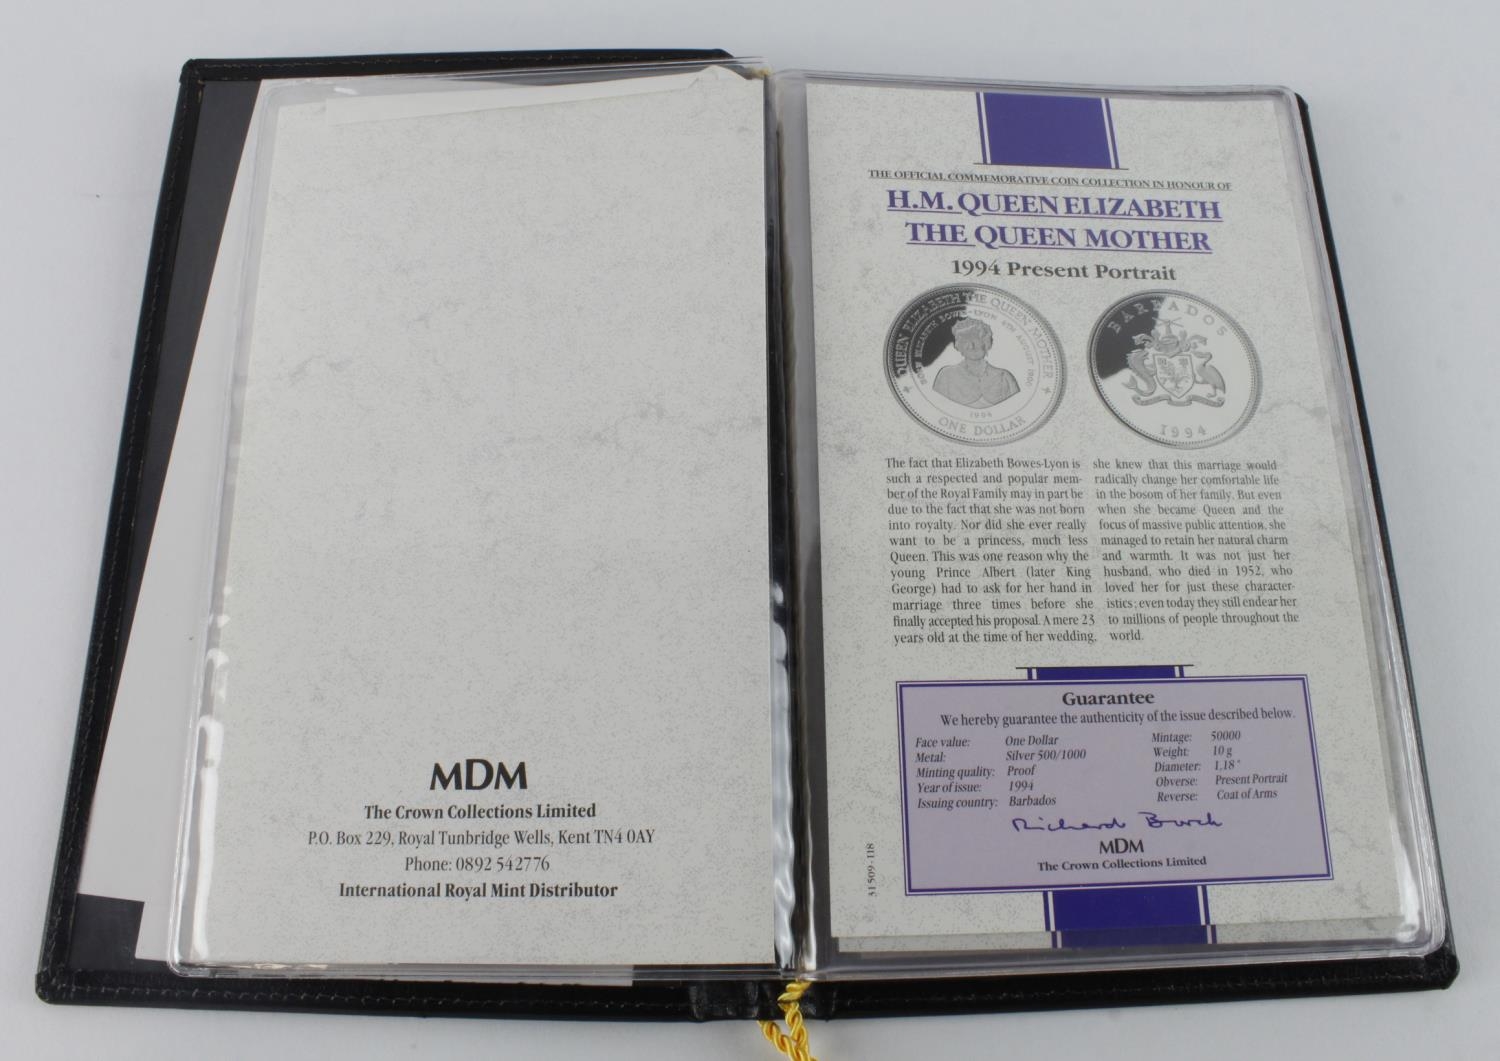 MDM
The Crown Collections Limited
P.O. Box 229, Royal Tunbridge Wells, Kent TN4 0AY
Phone: 0892 542776
International Royal Mint Distributor
THE OFFICIAL COMMEMORATIVE COIN COLLECTION IN HONOUR OF
H.M. QUEEN ELIZABETH
THE QUEEN MOTHER
1994 Present Portrait
QUEEN ELIZABETH THE QUEEN MOTHER
BORN ELIZABETH BOWES-LYON 4TH AUGUST 1900
1994
ONE DOLLAR
BARBADOS
1994
The fact that Elizabeth Bowes-Lyon is
such a respected and popular mem-
ber of the Royal Family may in part be
due to the fact that she was not born
into royalty. Nor did she ever really
want to be a princess, much less
Queen. This was one reason why the
young Prince Albert (later King
George) had to ask for her hand in
marriage three times before she
finally accepted his proposal. A mere 23
years old at the time of her wedding,
she knew that this marriage would
radically change her comfortable life
in the bosom of her family. But even
when she became Queen and the
focus of massive public attention, she
managed to retain her natural charm
and warmth. It was not just her
husband, who died in 1952, who
loved her for just these character-
istics; even today they still endear her
to millions of people throughout the
world.
Guarantee
We hereby guarantee the authenticity of the issue described below.
Face value: One Dollar
Metal: Silver 500/1000
Minting quality: Proof
Year of issue: 1994
Issuing country: Barbados
Mintage: 50000
Weight: 10 g
Diameter: 1,18"
Obverse: Present Portrait
Reverse: Coat of Arms
Richard Burch
MDM
The Crown Collections Limited
31509-118